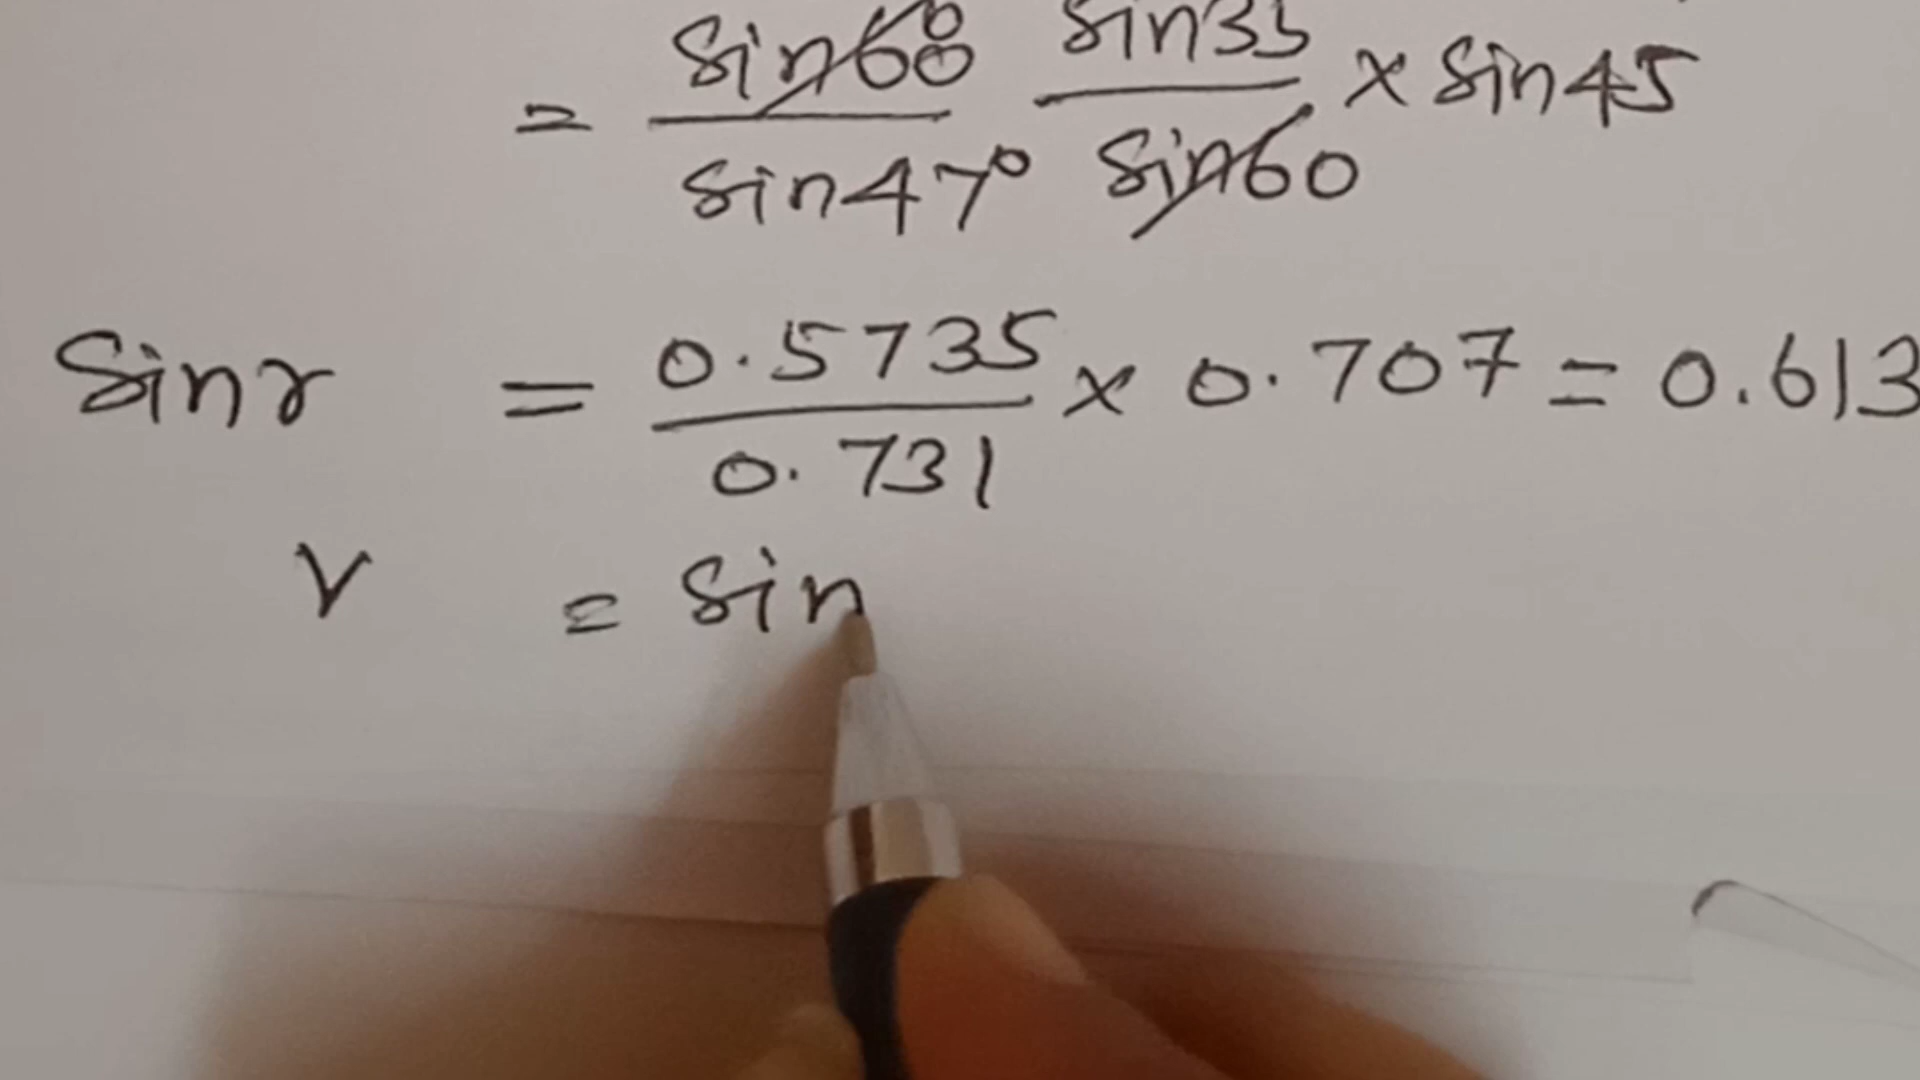 = sin60° / sin47° sin35 / sin60 × sin45
sinr = 0.5735 / 0.731 × 0.707 = 0.613
r = sin